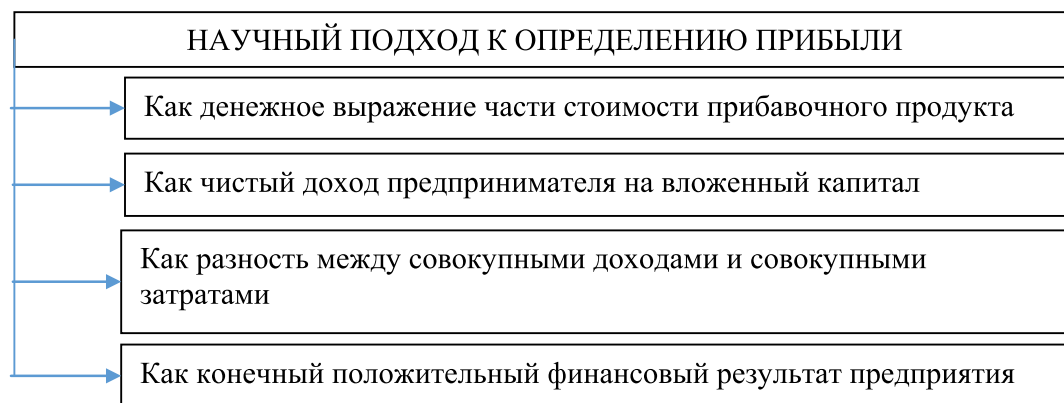 НАУЧНЫЙ ПОДХОД К ОПРЕДЕЛЕНИЮ ПРИБЫЛИ
Как денежное выражение части стоимости прибавочного продукта
Как чистый доход предпринимателя на вложенный капитал
Как разность между совокупными доходами и совокупными
затратами
Как конечный положительный финансовый результат предприятия